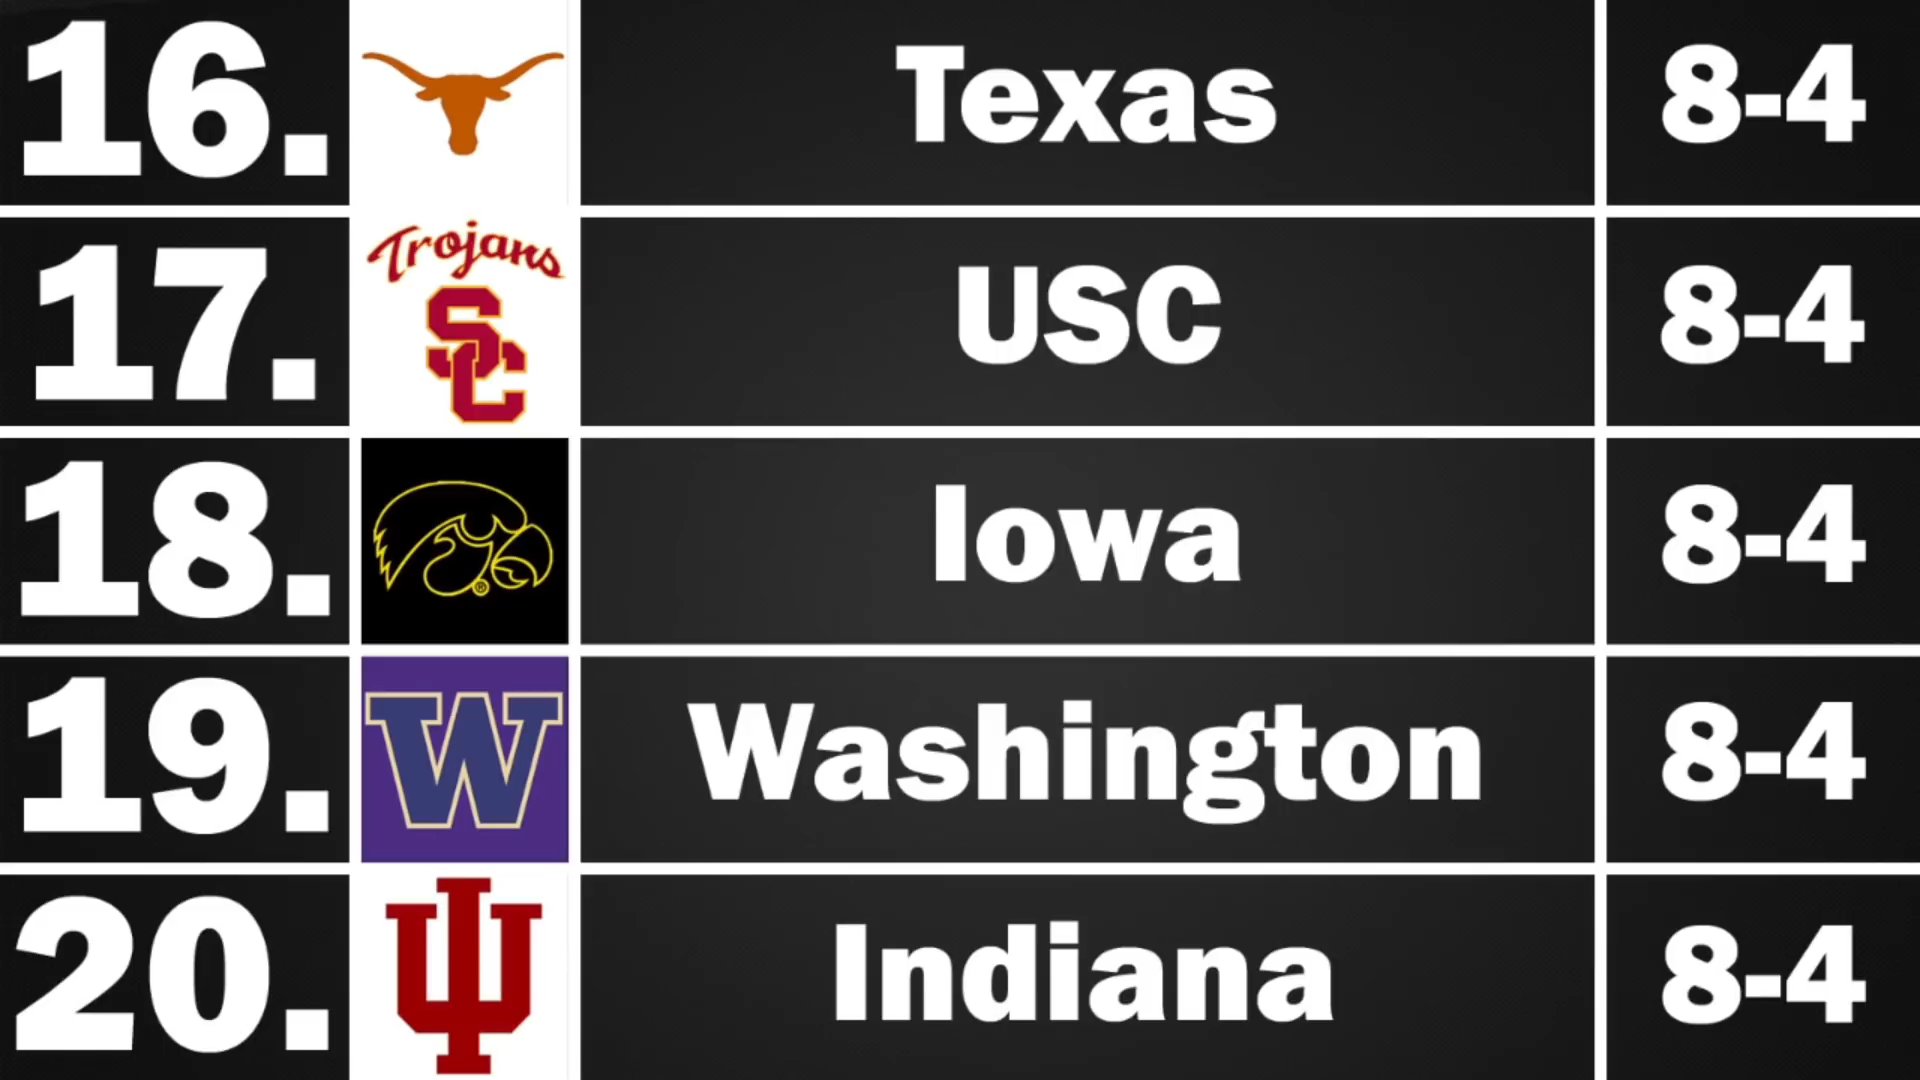 16. Texas 8-4
Trojans
SC
17. USC 8-4
18. Iowa 8-4
®
W
19. Washington 8-4
20. Indiana 8-4